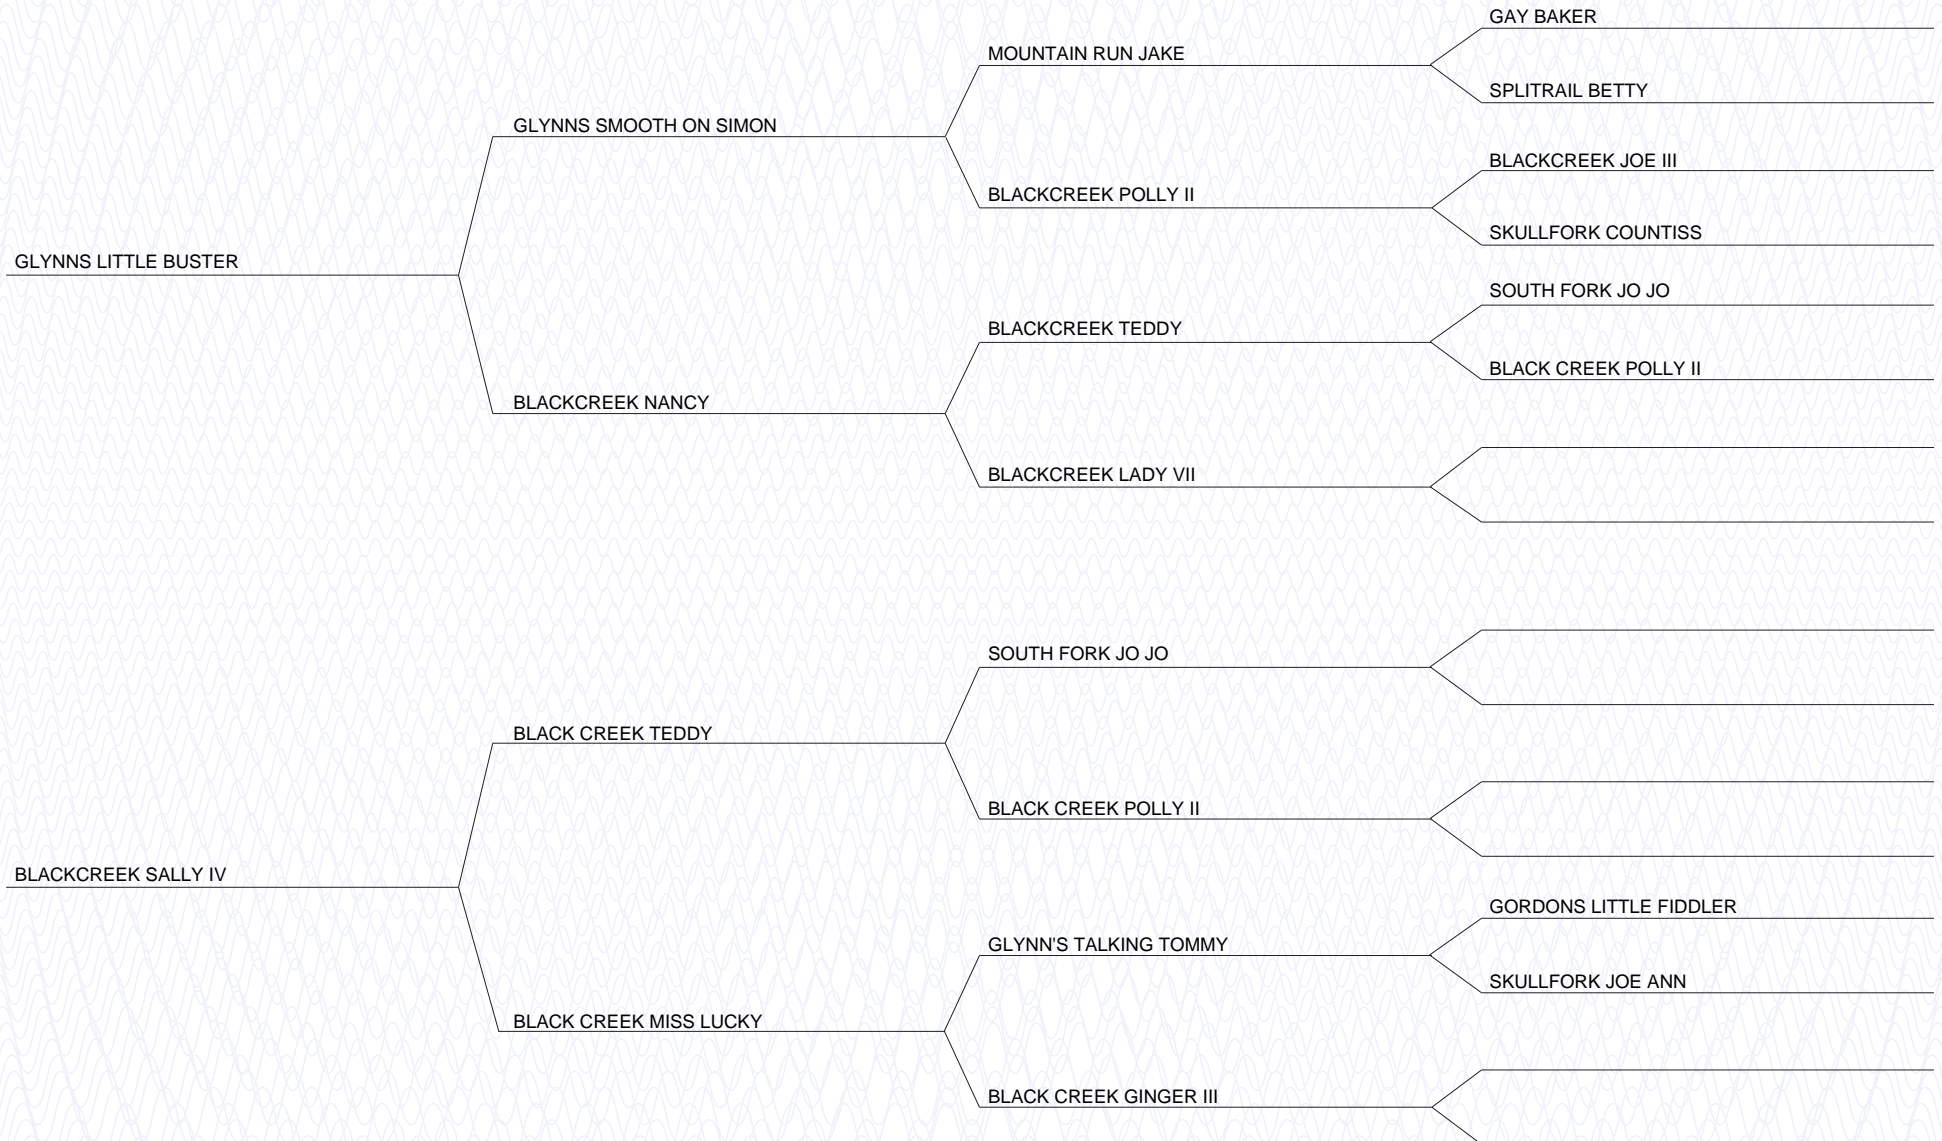 GAY BAKER
MOUNTAIN RUN JAKE
SPLITRAIL BETTY
GLYNNS SMOOTH ON SIMON
BLACKCREEK JOE III
BLACKCREEK POLLY II
SKULLFORK COUNTISS
GLYNNS LITTLE BUSTER
SOUTH FORK JO JO
BLACKCREEK TEDDY
BLACK CREEK POLLY II
BLACKCREEK NANCY
BLACKCREEK LADY VII
SOUTH FORK JO JO
BLACK CREEK TEDDY
BLACK CREEK POLLY II
BLACKCREEK SALLY IV
GORDONS LITTLE FIDDLER
GLYNN'S TALKING TOMMY
SKULLFORK JOE ANN
BLACK CREEK MISS LUCKY
BLACK CREEK GINGER III